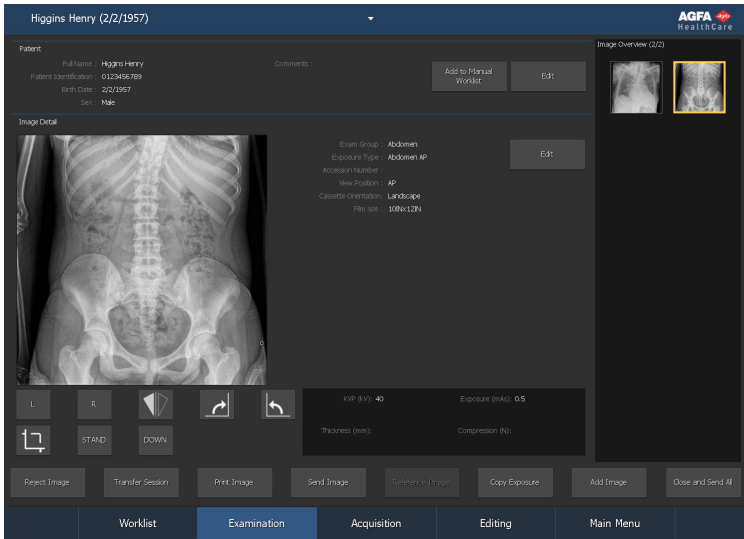 Higgins Henry (2/2/1957)
AGFA Agfa
HealthCare
Patient
Full Name : Higgins Henry
Patient Identification : 0123456789
Birth Date : 2/2/1957
Sex : Male
Comments :
Add to Manual
Worklist
Edit
Image Overview (2/2)
Image Detail
Exam Group : Abdomen
Exposure Type : Abdomen AP
Accession Number :
View Position : AP
Cassette Orientation: Landscape
Film size : 10INx12IN
Edit
L
R
STAND
DOWN
KVP (kV): 40
Exposure (mAs): 0.5
Thickness (mm):
Compression (N):
Reject Image
Transfer Session
Print Image
Send Image
Reference Image
Copy Exposure
Add Image
Close and Send All
Worklist
Examination
Acquisition
Editing
Main Menu